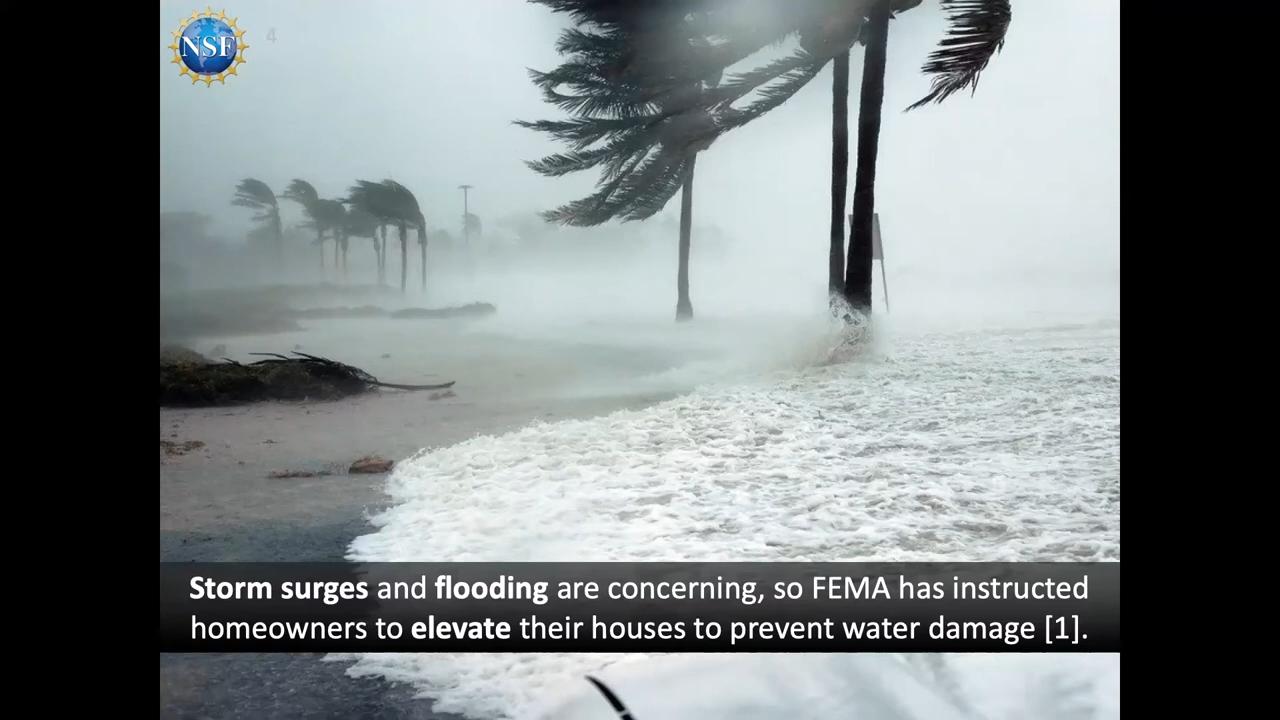 NSF
4
Storm surges and flooding are concerning, so FEMA has instructed
homeowners to elevate their houses to prevent water damage [1].